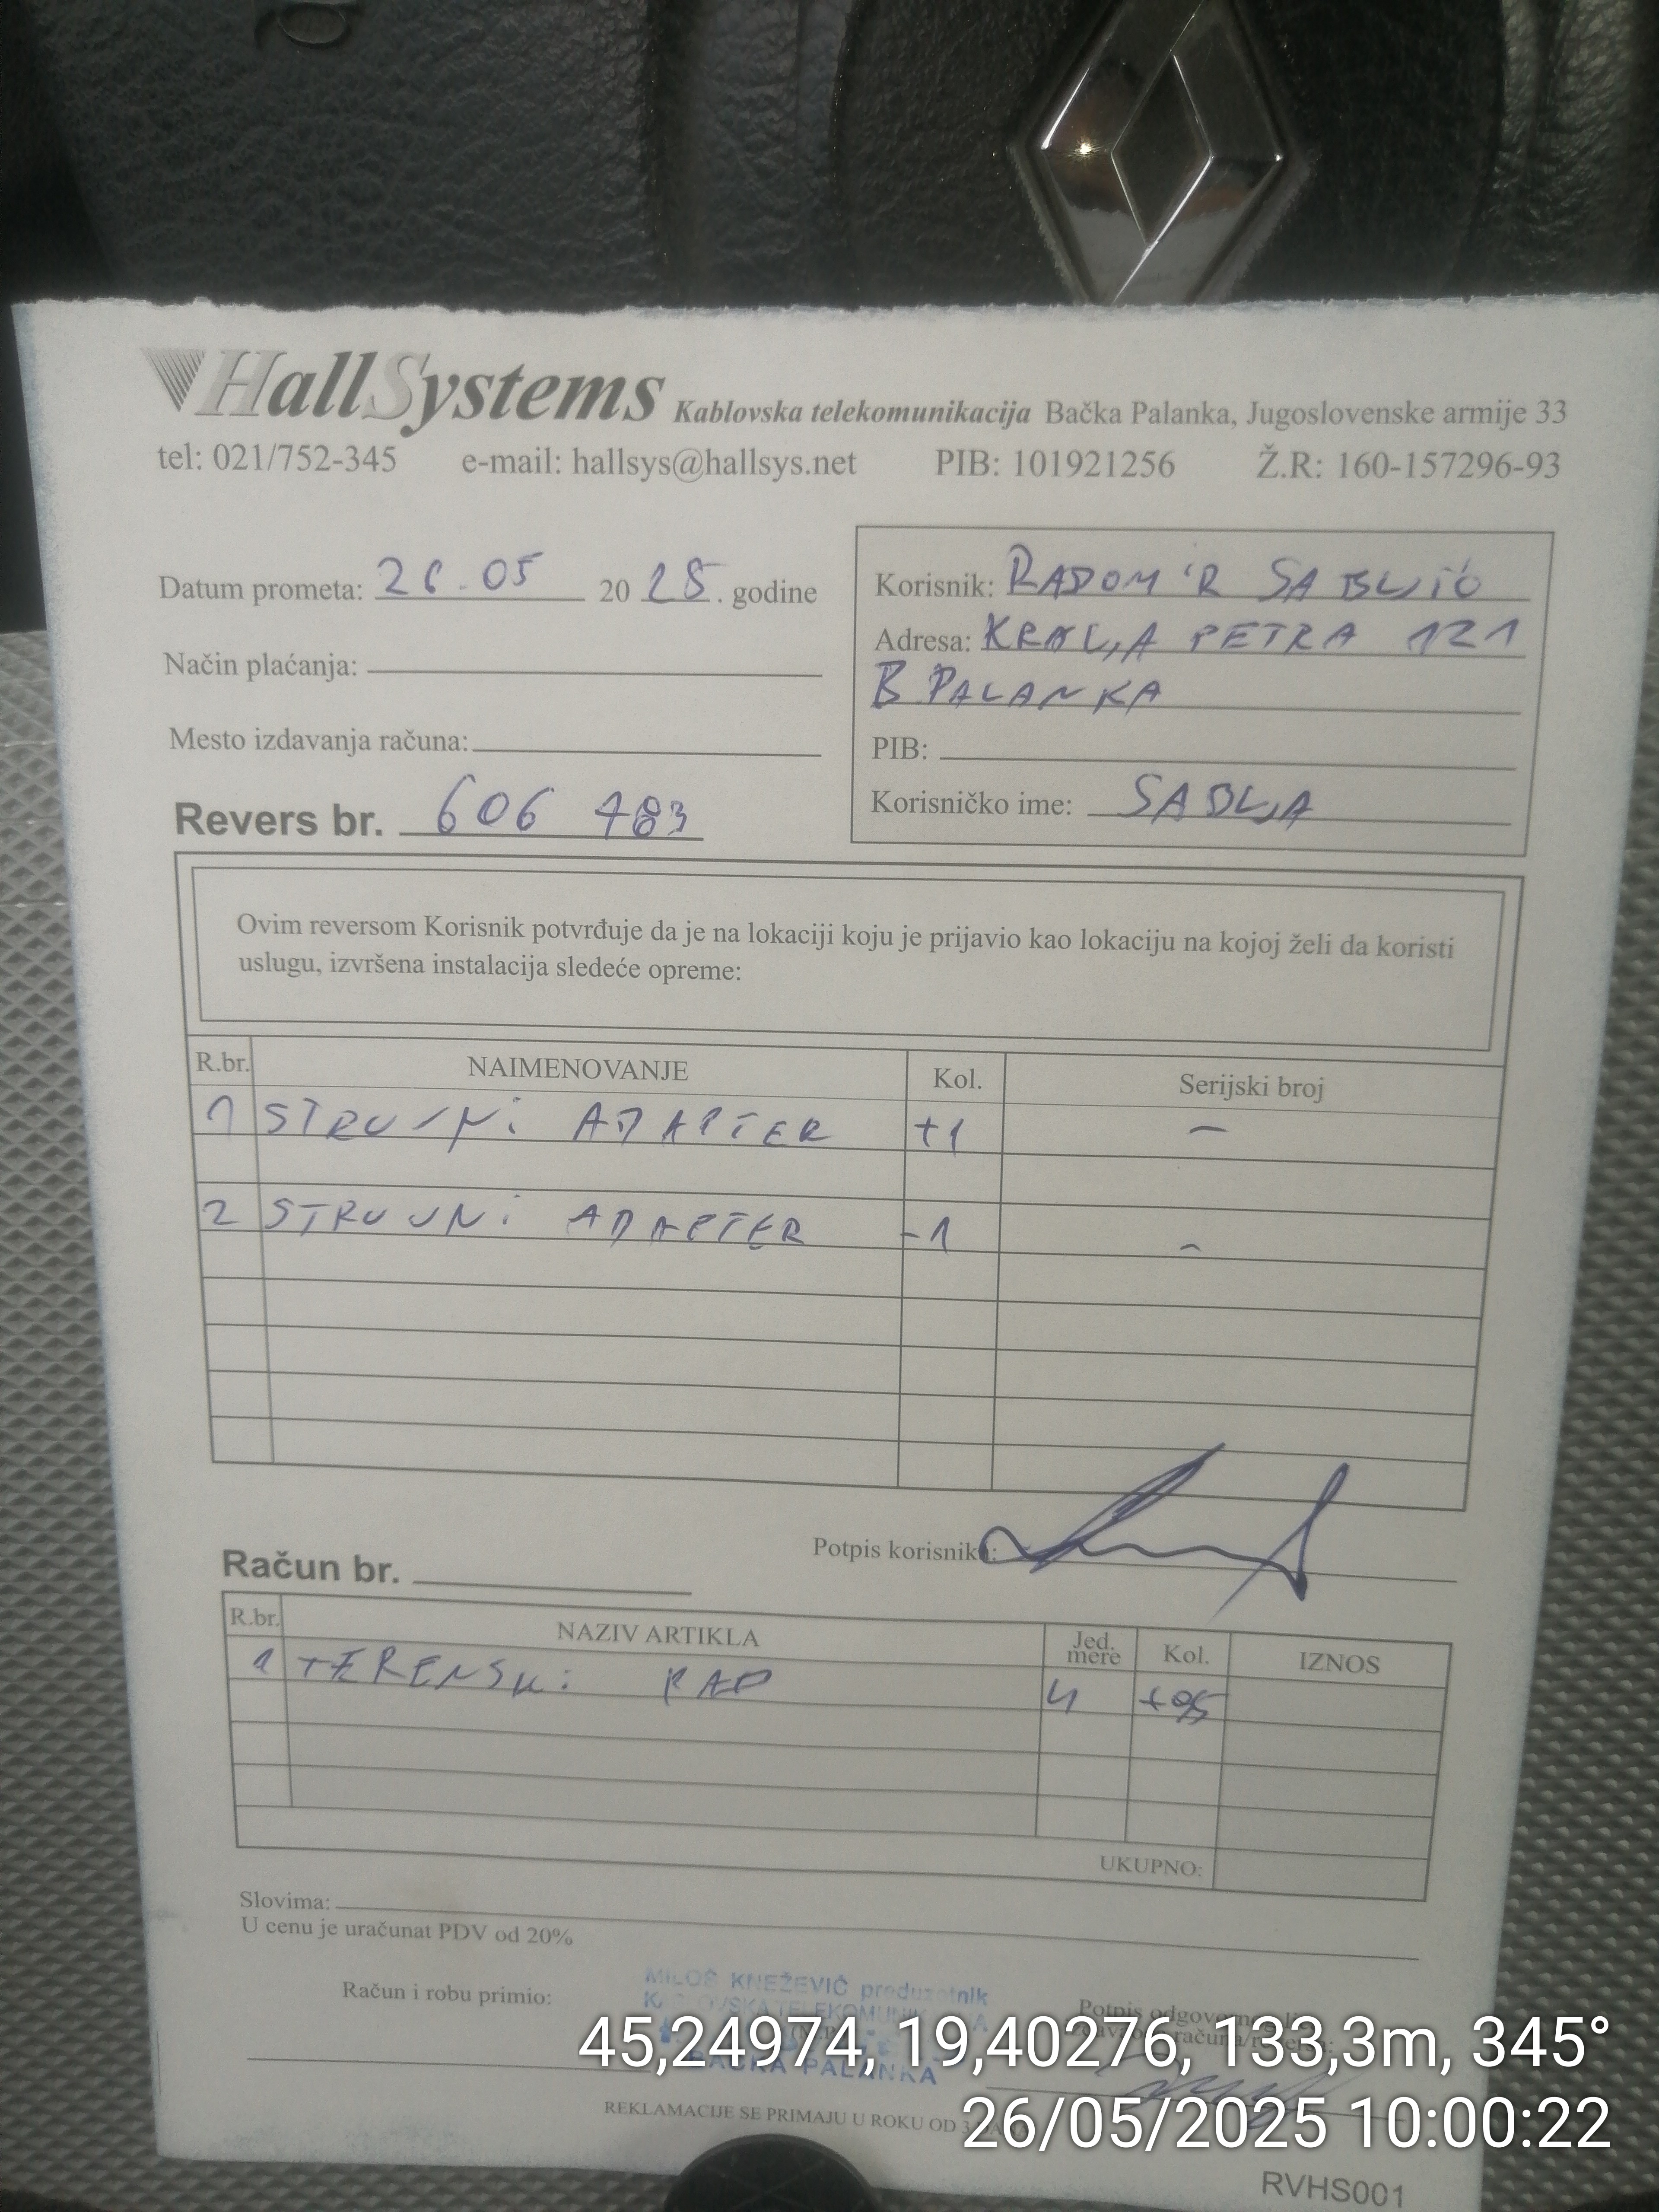 HallSystems Kablovska telekomunikacija Bačka Palanka, Jugoslovenske armije 33
tel: 021/752-345 e-mail: hallsys@hallsys.net PIB: 101921256 Ž.R: 160-157296-93
Datum prometa: 26.05 2025. godine
Način plaćanja:
Mesto izdavanja računa:
Revers br. 606 483
Korisnik: RADOMIR SABLJIĆ
Adresa: KRALJA PETRA 121
B PALANKA
PIB:
Korisničko ime: SABLJA
Ovim reversom Korisnik potvrđuje da je na lokaciji koju je prijavio kao lokaciju na kojoj želi da koristi
uslugu, izvršena instalacija sledeće opreme:
R.br. NAIMENOVANJE Kol. Serijski broj
1 STRUJNI ADAPTER +1 –
2 STRUJNI ADAPTER -1 –
Potpis korisnika:
Račun br.
R.br. NAZIV ARTIKLA Jed. mere Kol. IZNOS
1 TERENSKI RAD
UKUPNO:
Slovima:
U cenu je uračunat PDV od 20%
Račun i robu primio:
MILOŠ KNEŽEVIĆ preduzetnik
BAČKA PALANKA
REKLAMACIJE SE PRIMAJU U ROKU OD
45,24974, 19,40276, 133,3m, 345°
26/05/2025 10:00:22
RVHS001